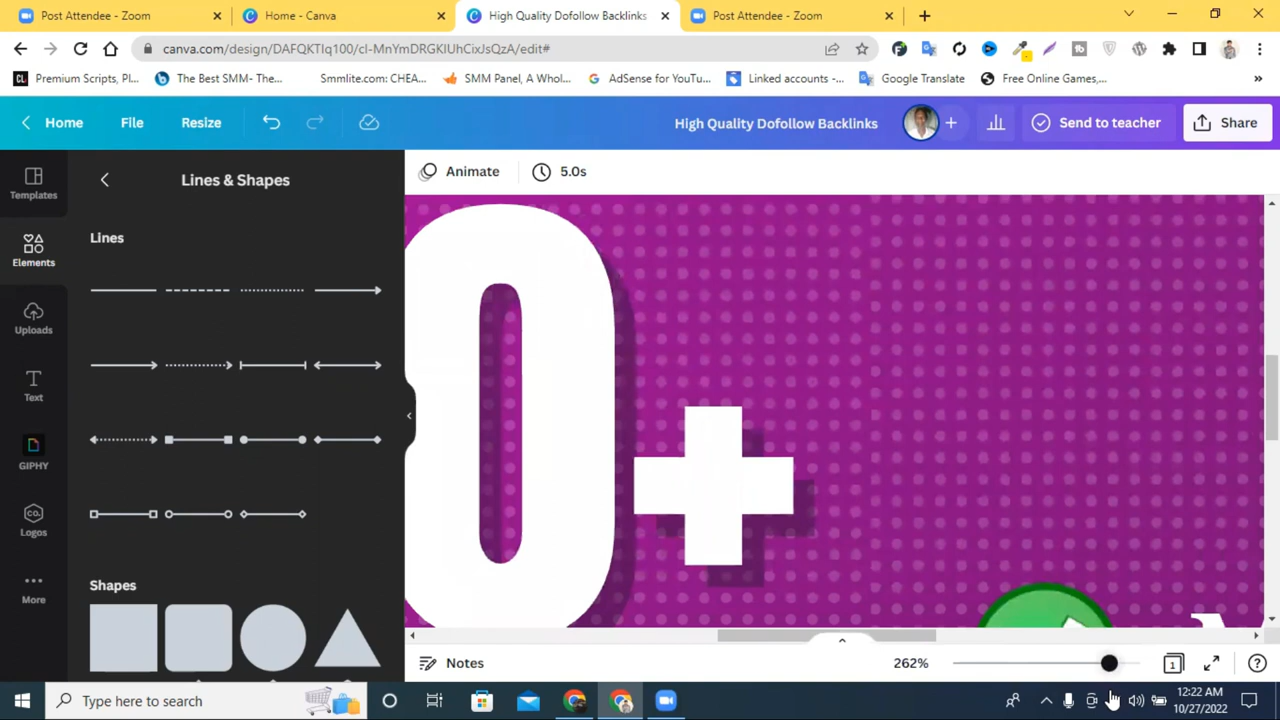 Post Attendee - Zoom
Home - Canva
High Quality Dofollow Backlinks
Post Attendee - Zoom
canva.com/design/DAFQKTIq100/cl-MnYmDRGKIUhCixJsQzA/edit#
Premium Scripts, Pl...
The Best SMM- The...
Smmlite.com: CHEA...
SMM Panel, A Whol...
AdSense for YouTu...
Linked accounts -...
Google Translate
Free Online Games,...
Home
File
Resize
High Quality Dofollow Backlinks
Send to teacher
Share
Templates
Elements
Uploads
Text
GIPHY
CO.
Logos
More
Lines & Shapes
Lines
Shapes
Animate
5.0s
0+
Notes
262%
1
Type here to search
12:22 AM
10/27/2022